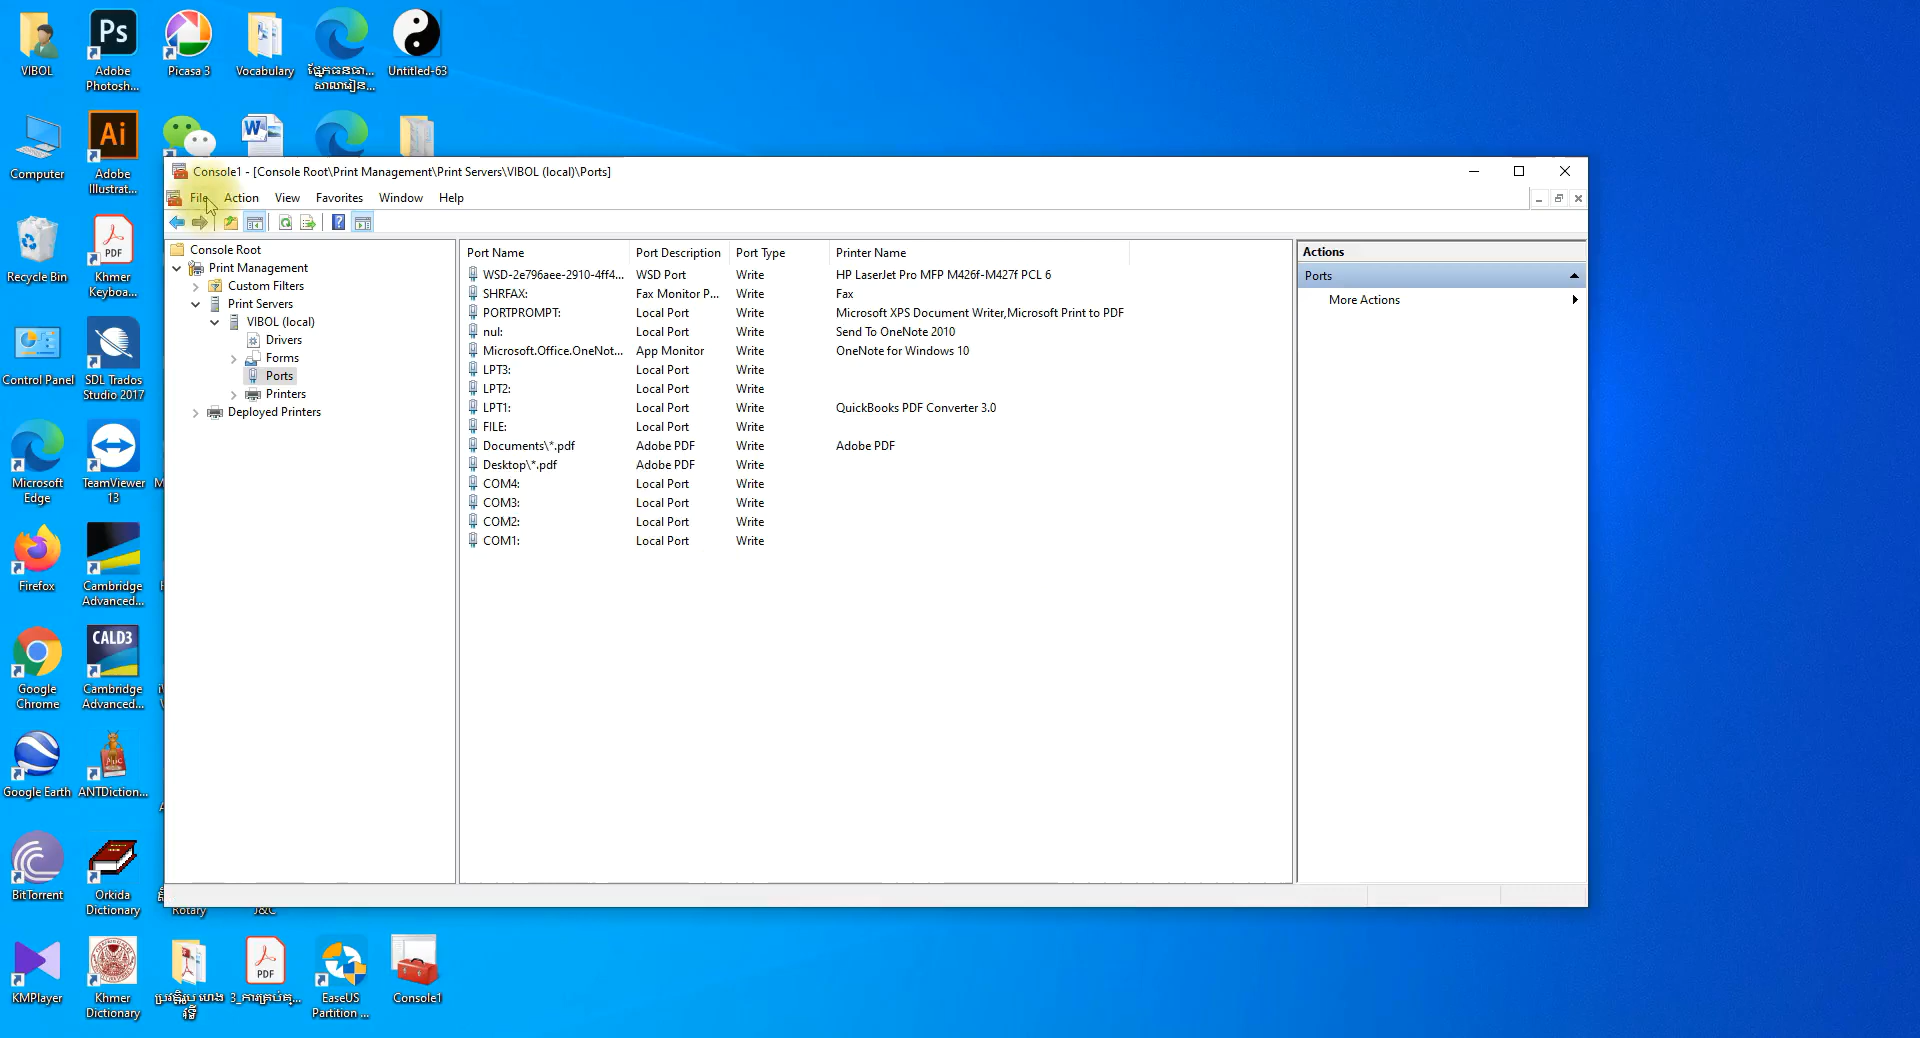 VIBOL
Adobe
Photosh...
Picasa 3
Vocabulary
Untitled-63
Computer
Adobe
Illustrat...
Recycle Bin
Khmer
Keyboa...
Control Panel
SDL Trados
Studio 2017
Microsoft
Edge
TeamViewer
13
Firefox
Cambridge
Advanced...
CALD3
Google
Chrome
Cambridge
Advanced...
Google Earth
ANTDiction...
BitTorrent
Orkida
Dictionary
Rotary
J&C
KMPlayer
Khmer
Dictionary
EaseUS
Partition ...
Console1
Console1 - [Console Root\Print Management\Print Servers\VIBOL (local)\Ports]
File Action View Favorites Window Help
Console Root
Print Management
Custom Filters
Print Servers
VIBOL (local)
Drivers
Forms
Ports
Printers
Deployed Printers
Port Name Port Description Port Type Printer Name
WSD-2e796aee-2910-4ff4... WSD Port Write HP LaserJet Pro MFP M426f-M427f PCL 6
SHRFAX: Fax Monitor P... Write Fax
PORTPROMPT: Local Port Write Microsoft XPS Document Writer,Microsoft Print to PDF
nul: Local Port Write Send To OneNote 2010
Microsoft.Office.OneNot... App Monitor Write OneNote for Windows 10
LPT3: Local Port Write
LPT2: Local Port Write
LPT1: Local Port Write QuickBooks PDF Converter 3.0
FILE: Local Port Write
Documents\*.pdf Adobe PDF Write Adobe PDF
Desktop\*.pdf Adobe PDF Write
COM4: Local Port Write
COM3: Local Port Write
COM2: Local Port Write
COM1: Local Port Write
Actions
Ports
More Actions